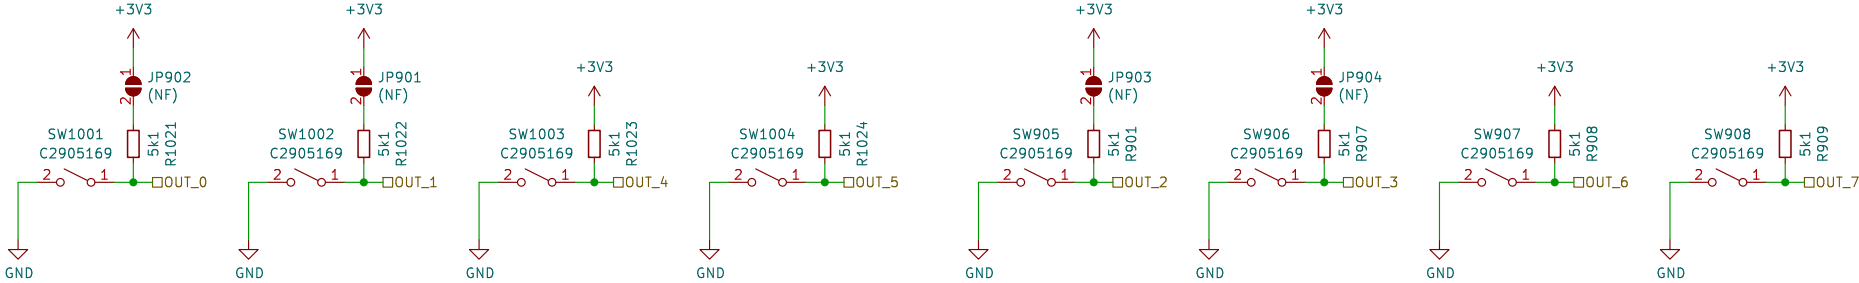 +3V3
1
2
JP902
(NF)
SW1001
C2905169
5k1
R1021
2
1
OUT_0
GND
+3V3
1
2
JP901
(NF)
SW1002
C2905169
5k1
R1022
2
1
OUT_1
GND
+3V3
SW1003
C2905169
5k1
R1023
2
1
OUT_4
GND
+3V3
SW1004
C2905169
5k1
R1024
2
1
OUT_5
GND
+3V3
1
2
JP903
(NF)
SW905
C2905169
5k1
R901
2
1
OUT_2
GND
+3V3
1
2
JP904
(NF)
SW906
C2905169
5k1
R907
2
1
OUT_3
GND
+3V3
SW907
C2905169
5k1
R908
2
1
OUT_6
GND
+3V3
SW908
C2905169
5k1
R909
2
1
OUT_7
GND